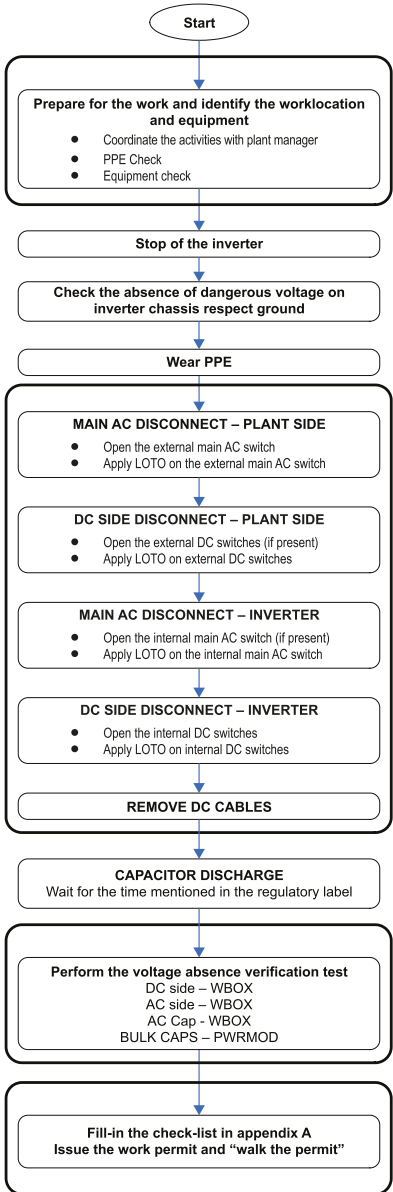 Start
Prepare for the work and identify the worklocation
and equipment
● Coordinate the activities with plant manager
● PPE Check
● Equipment check
Stop of the inverter
Check the absence of dangerous voltage on
inverter chassis respect ground
Wear PPE
MAIN AC DISCONNECT – PLANT SIDE
● Open the external main AC switch
● Apply LOTO on the external main AC switch
DC SIDE DISCONNECT – PLANT SIDE
● Open the external DC switches (if present)
● Apply LOTO on external DC switches
MAIN AC DISCONNECT – INVERTER
● Open the internal main AC switch (if present)
● Apply LOTO on the internal main AC switch
DC SIDE DISCONNECT – INVERTER
● Open the internal DC switches
● Apply LOTO on internal DC switches
REMOVE DC CABLES
CAPACITOR DISCHARGE
Wait for the time mentioned in the regulatory label
Perform the voltage absence verification test
DC side – WBOX
AC side – WBOX
AC Cap - WBOX
BULK CAPS – PWRMOD
Fill-in the check-list in appendix A
Issue the work permit and “walk the permit”